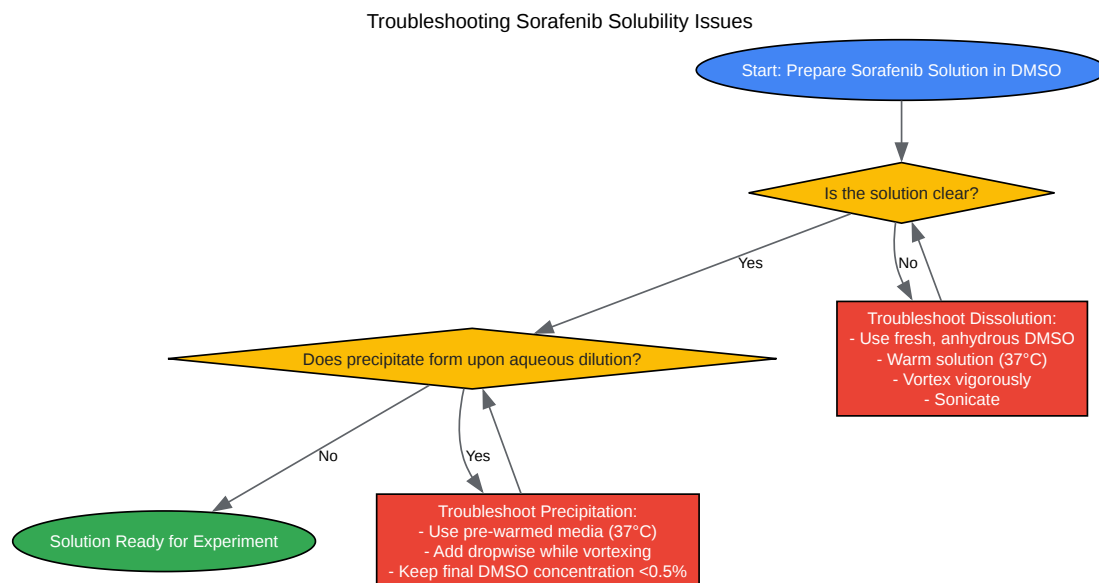 Troubleshooting Sorafenib Solubility Issues
Start: Prepare Sorafenib Solution in DMSO
Is the solution clear?
Yes
No
Troubleshoot Dissolution:
- Use fresh, anhydrous DMSO
- Warm solution (37°C)
- Vortex vigorously
- Sonicate
Does precipitate form upon aqueous dilution?
No
Yes
Troubleshoot Precipitation:
- Use pre-warmed media (37°C)
- Add dropwise while vortexing
- Keep final DMSO concentration <0.5%
Solution Ready for Experiment